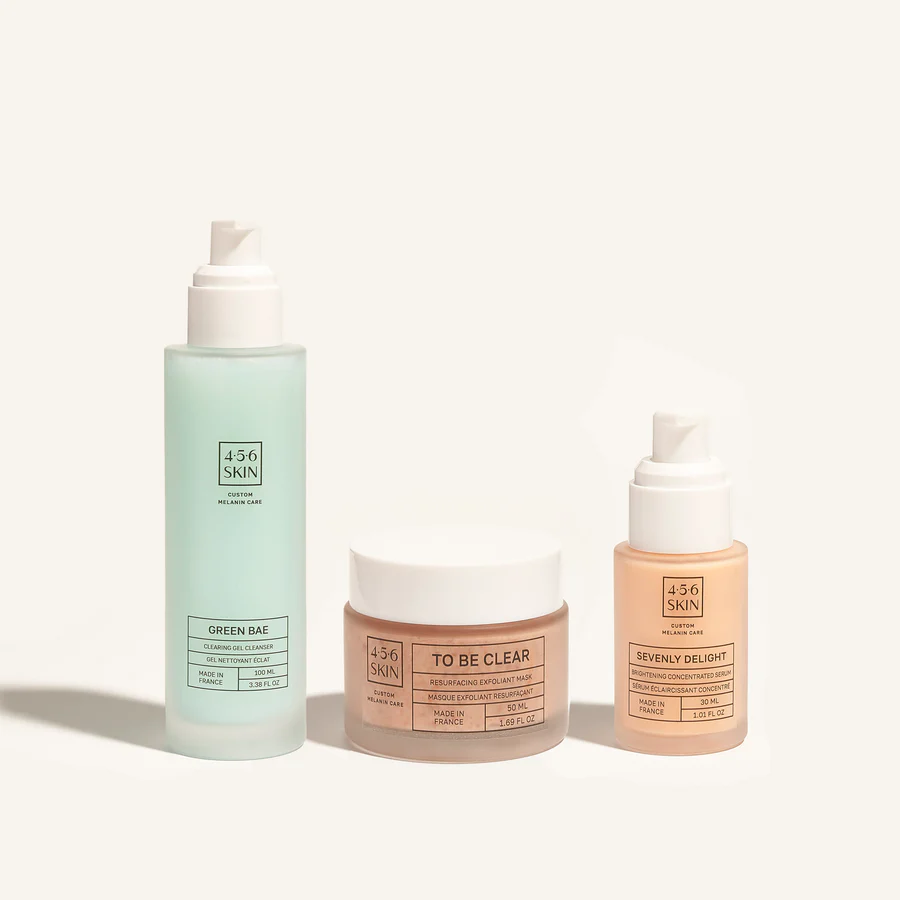 4·5·6
SKIN
CUSTOM
MELANIN CARE
GREEN BAE
CLEARING GEL CLEANSER
GEL NETTOYANT ÉCLAT
MADE IN
FRANCE
100 ML
3.38 FL OZ
4·5·6
SKIN
CUSTOM
MELANIN CARE
TO BE CLEAR
RESURFACING EXFOLIANT MASK
MASQUE EXFOLIANT RESURFAÇANT
MADE IN
FRANCE
50 ML
1.69 FL OZ
4·5·6
SKIN
CUSTOM
MELANIN CARE
SEVENLY DELIGHT
BRIGHTENING CONCENTRATED SERUM
SÉRUM ÉCLAIRCISSANT CONCENTRÉ
MADE IN
FRANCE
30 ML
1.01 FL OZ